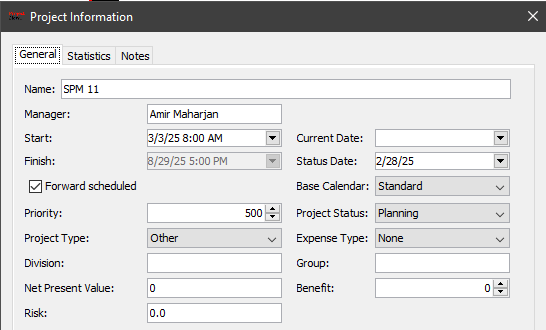 Project Information
General Statistics Notes
Name: SPM 11
Manager: Amir Maharjan
Start: 3/3/25 8:00 AM Current Date:
Finish: 8/29/25 5:00 PM Status Date: 2/28/25
Forward scheduled Base Calendar: Standard
Priority: 500 Project Status: Planning
Project Type: Other Expense Type: None
Division: Group:
Net Present Value: 0 Benefit: 0
Risk: 0.0